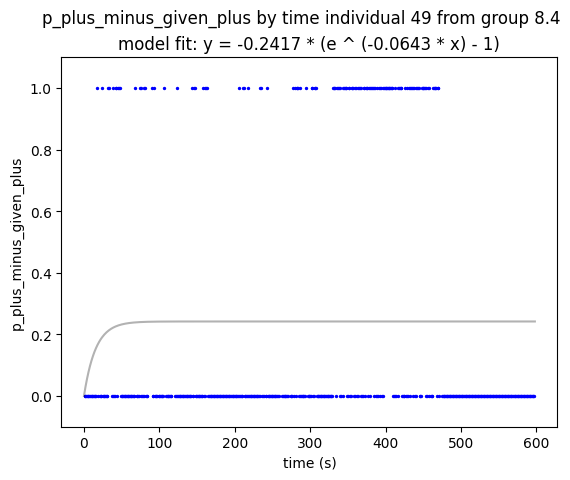 p_plus_minus_given_plus by time individual 49 from group 8.4
model fit: y = -0.2417 * (e ^ (-0.0643 * x) - 1)
p_plus_minus_given_plus
1.0
0.8
0.6
0.4
0.2
0.0
0 100 200 300 400 500 600
time (s)